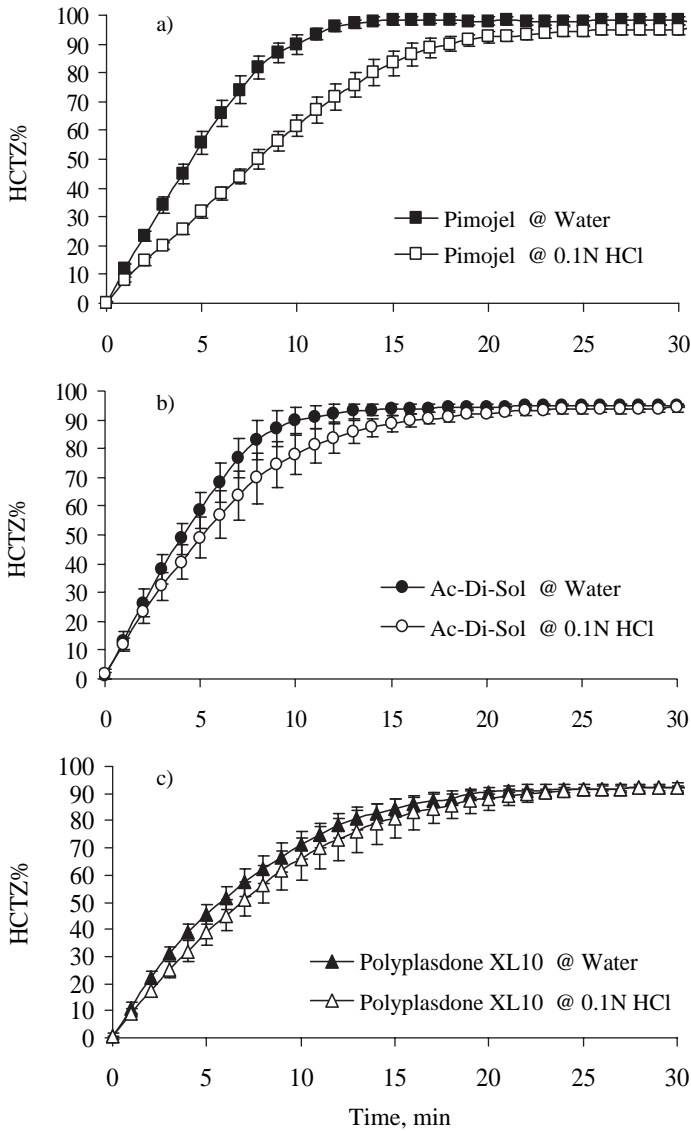 a)
HCTZ%
100
90
80
70
60
50
40
30
20
10
0
Pimojel @ Water
Pimojel @ 0.1N HCl
0 5 10 15 20 25 30
b)
HCTZ%
100
90
80
70
60
50
40
30
20
10
0
Ac-Di-Sol @ Water
Ac-Di-Sol @ 0.1N HCl
0 5 10 15 20 25 30
c)
HCTZ%
100
90
80
70
60
50
40
30
20
10
0
Polyplasdone XL10 @ Water
Polyplasdone XL10 @ 0.1N HCl
0 5 10 15 20 25 30
Time, min